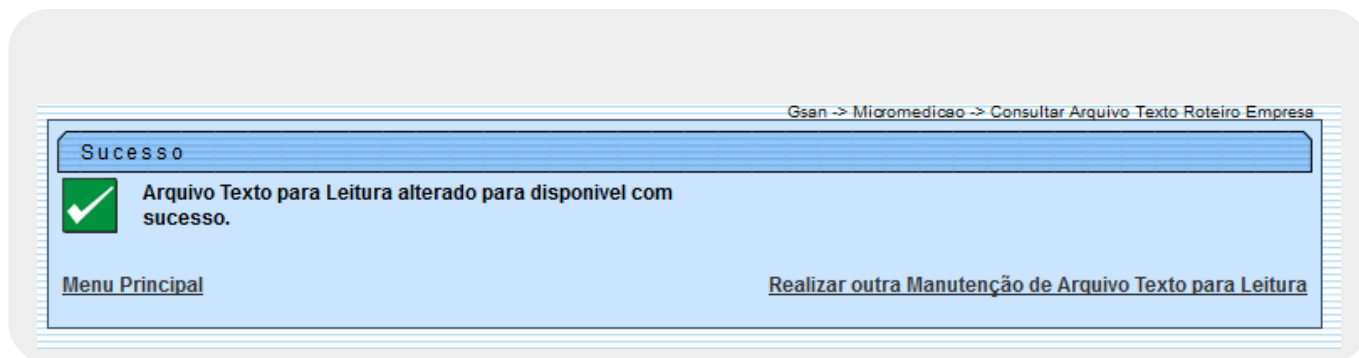 Gsan -> Micromedicao -> Consultar Arquivo Texto Roteiro Empresa
Sucesso
Arquivo Texto para Leitura alterado para disponivel com
sucesso.
Menu Principal
Realizar outra Manutenção de Arquivo Texto para Leitura